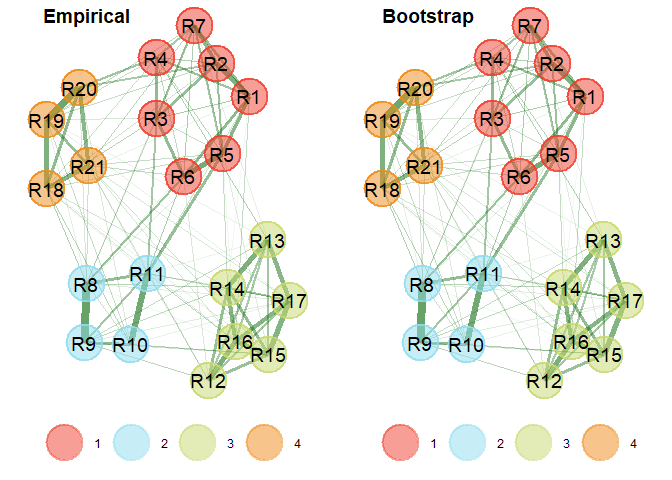 Empirical
R7
R4
R2
R20
R1
R19
R3
R5
R21
R6
R18
R13
R11
R8
R14
R17
R9
R10
R16
R15
R12
1 2 3 4
Bootstrap
R7
R4
R2
R20
R1
R19
R3
R5
R21
R6
R18
R13
R11
R8
R14
R17
R9
R10
R16
R15
R12
1 2 3 4